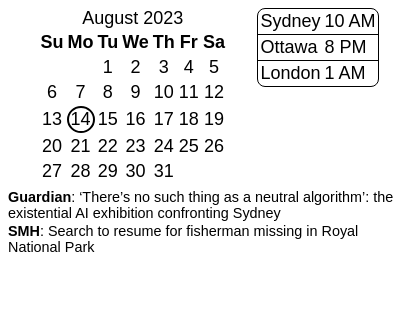 August 2023
Su Mo Tu We Th Fr Sa
1 2 3 4 5
6 7 8 9 10 11 12
13 14 15 16 17 18 19
20 21 22 23 24 25 26
27 28 29 30 31
Sydney 10 AM
Ottawa 8 PM
London 1 AM
Guardian: ‘There’s no such thing as a neutral algorithm’: the
existential AI exhibition confronting Sydney
SMH: Search to resume for fisherman missing in Royal
National Park